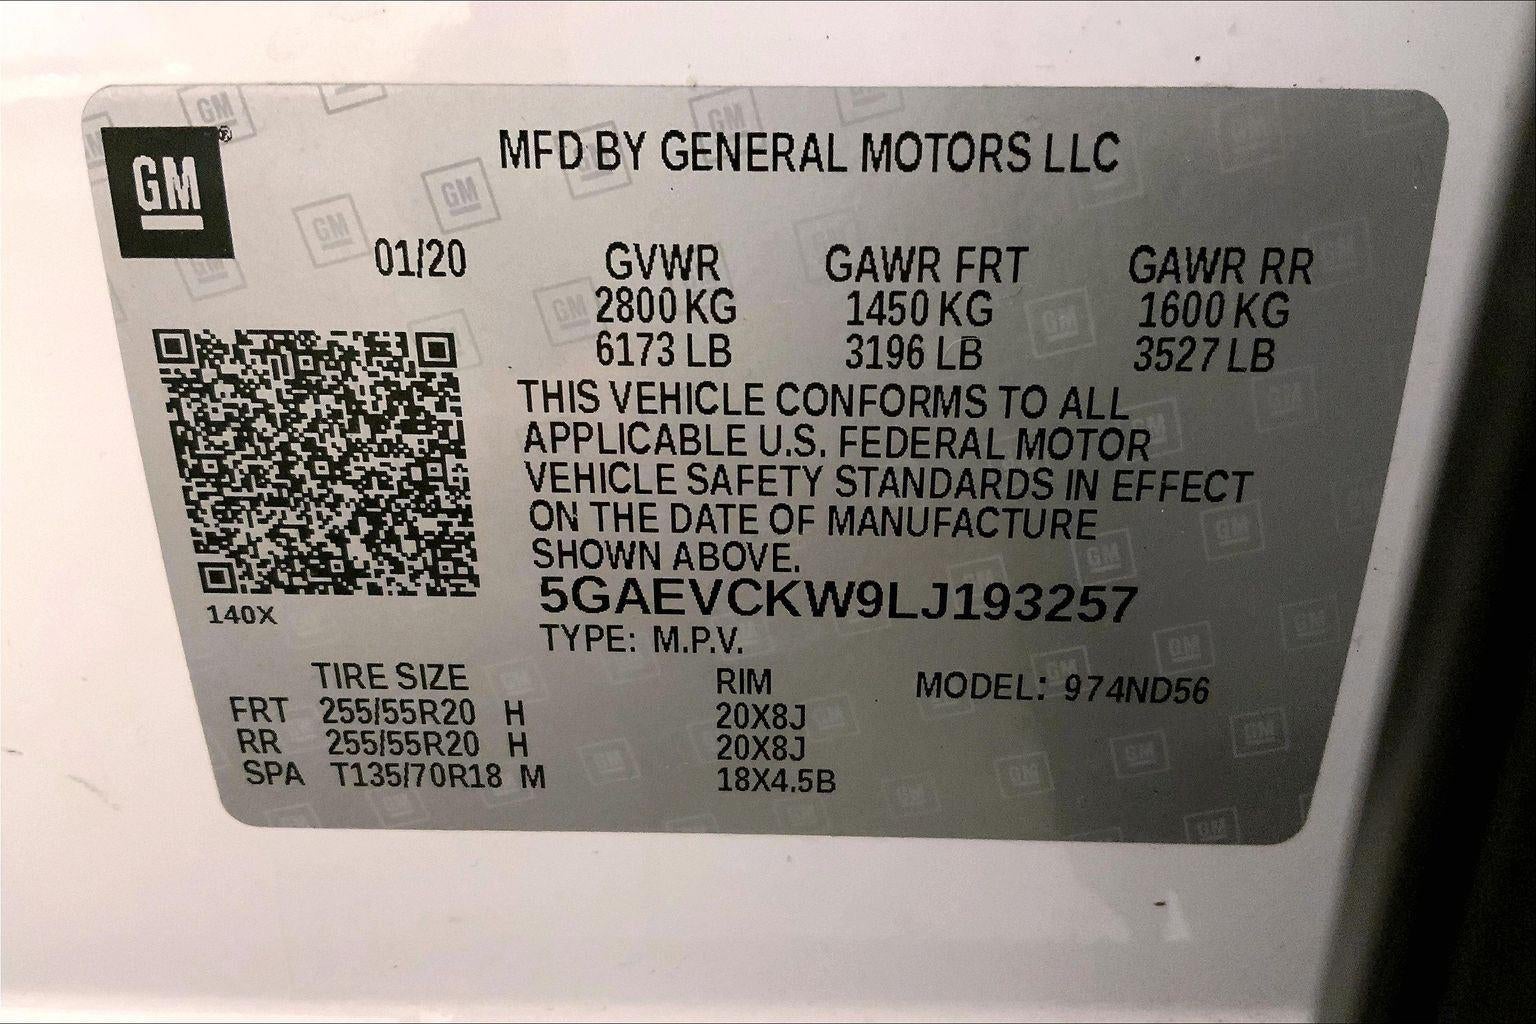 GM®
MFD BY GENERAL MOTORS LLC
01/20 GVWR GAWR FRT GAWR RR
2800 KG 1450 KG 1600 KG
6173 LB 3196 LB 3527 LB
THIS VEHICLE CONFORMS TO ALL
APPLICABLE U.S. FEDERAL MOTOR
VEHICLE SAFETY STANDARDS IN EFFECT
ON THE DATE OF MANUFACTURE
SHOWN ABOVE.
140X
5GAEVCKW9LJ193257
TYPE: M.P.V.
TIRE SIZE RIM MODEL: 974ND56
FRT 255/55R20 H 20X8J
RR 255/55R20 H 20X8J
SPA T135/70R18 M 18X4.5B